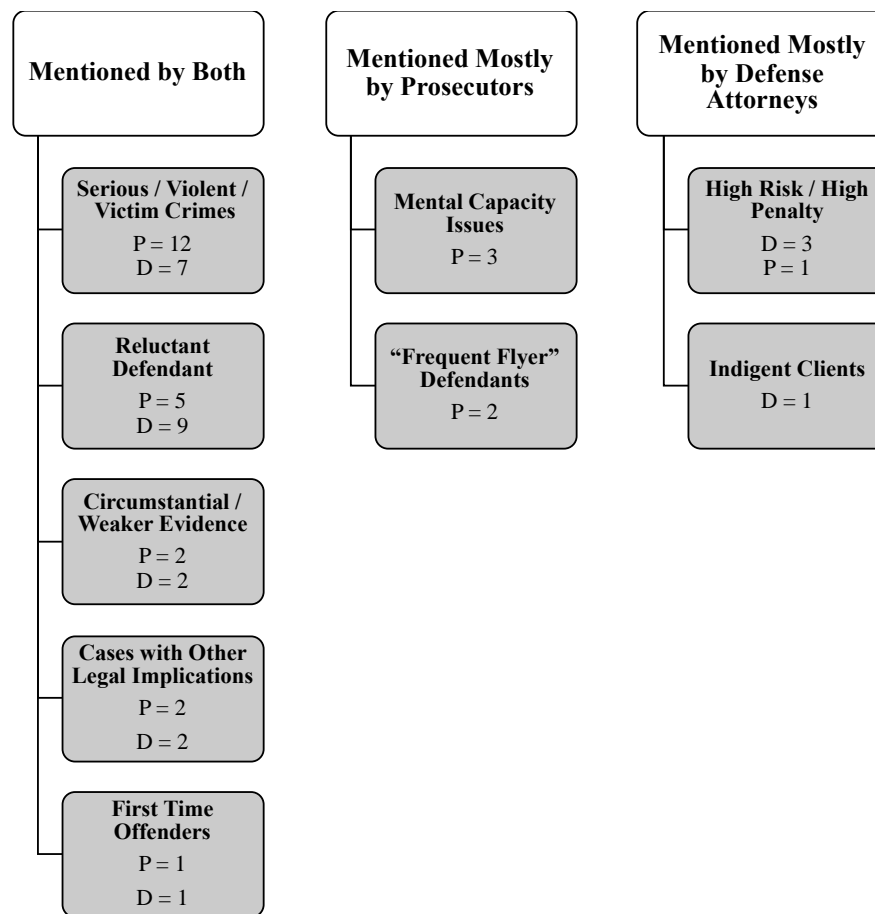 Mentioned by Both
Serious / Violent /
Victim Crimes
P = 12
D = 7
Reluctant
Defendant
P = 5
D = 9
Circumstantial /
Weaker Evidence
P = 2
D = 2
Cases with Other
Legal Implications
P = 2
D = 2
First Time
Offenders
P = 1
D = 1
Mentioned Mostly
by Prosecutors
Mental Capacity
Issues
P = 3
“Frequent Flyer”
Defendants
P = 2
Mentioned Mostly
by Defense
Attorneys
High Risk / High
Penalty
D = 3
P = 1
Indigent Clients
D = 1